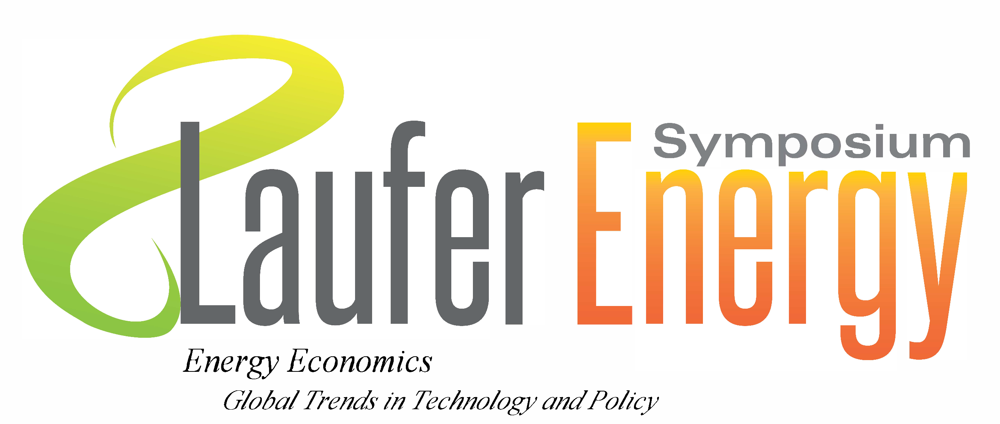 Laufer Energy
Symposium
Energy Economics
Global Trends in Technology and Policy